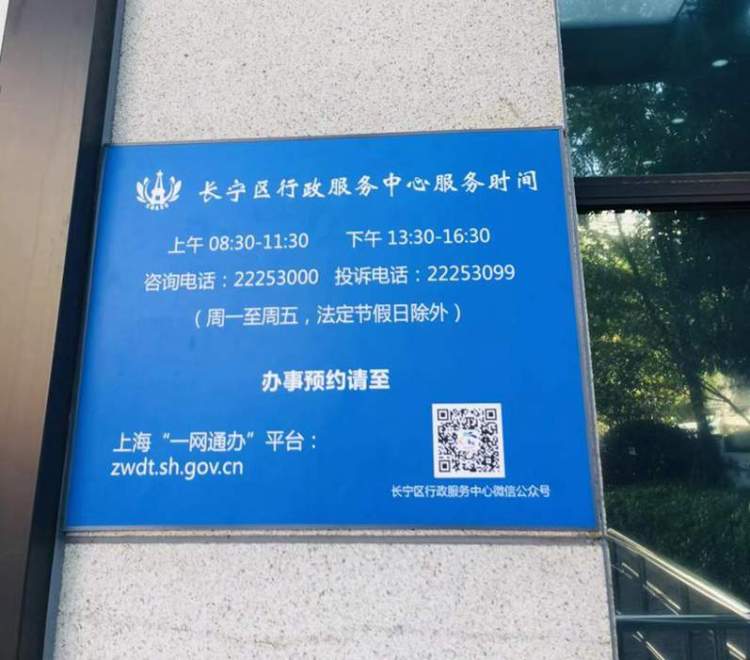 长宁区行政服务中心服务时间
上午 08:30-11:30 下午 13:30-16:30
咨询电话：22253000 投诉电话：22253099
（周一至周五，法定节假日除外）
办事预约请至
上海“一网通办”平台：
zwdt.sh.gov.cn
长宁区行政服务中心微信公众号